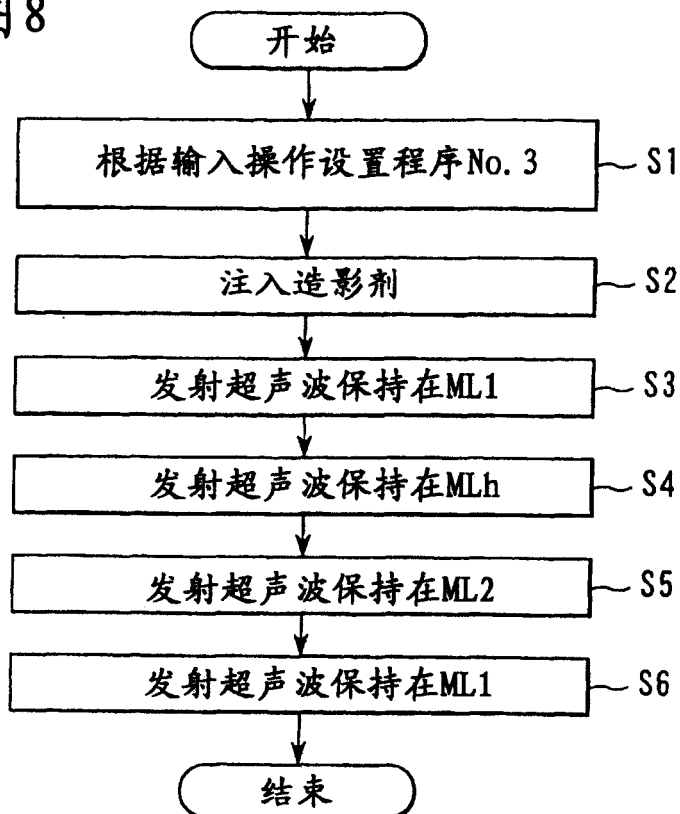 8
开始
根据输入操作设置程序No. 3
S1
注入造影剂
S2
发射超声波保持在ML1
S3
发射超声波保持在MLh
S4
发射超声波保持在ML2
S5
发射超声波保持在ML1
S6
结束